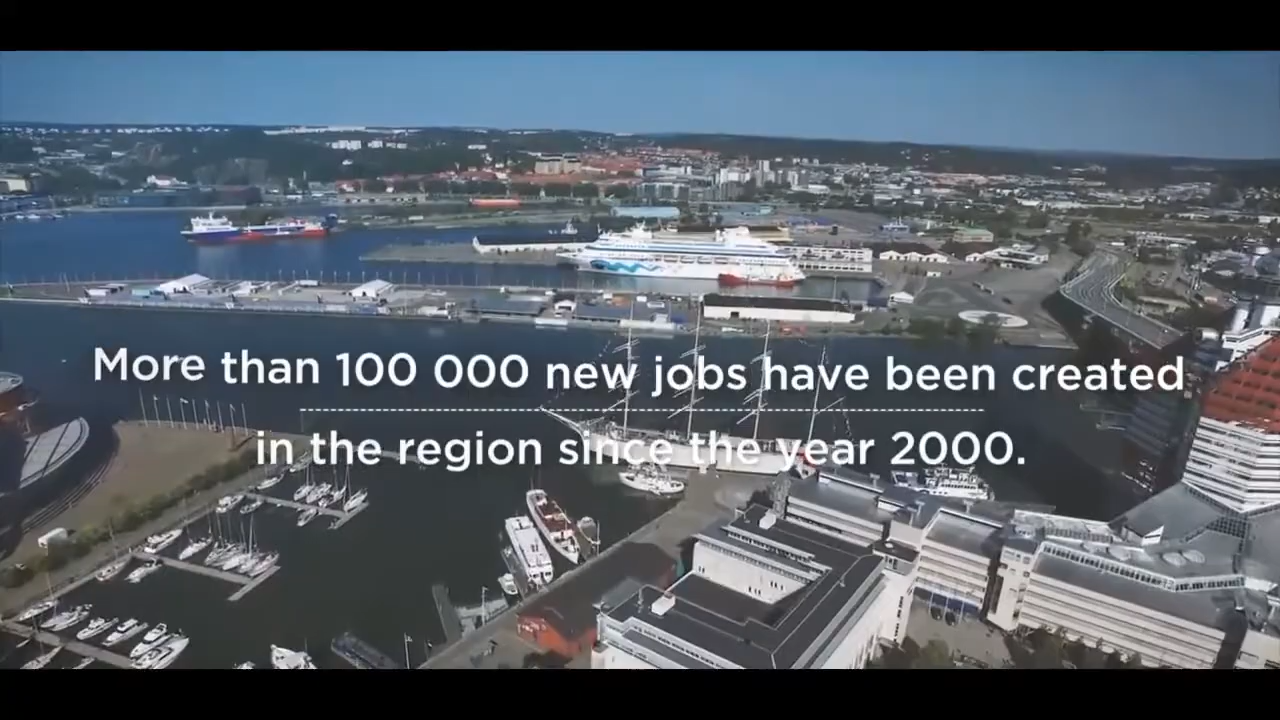 More than 100 000 new jobs have been created
in the region since the year 2000.